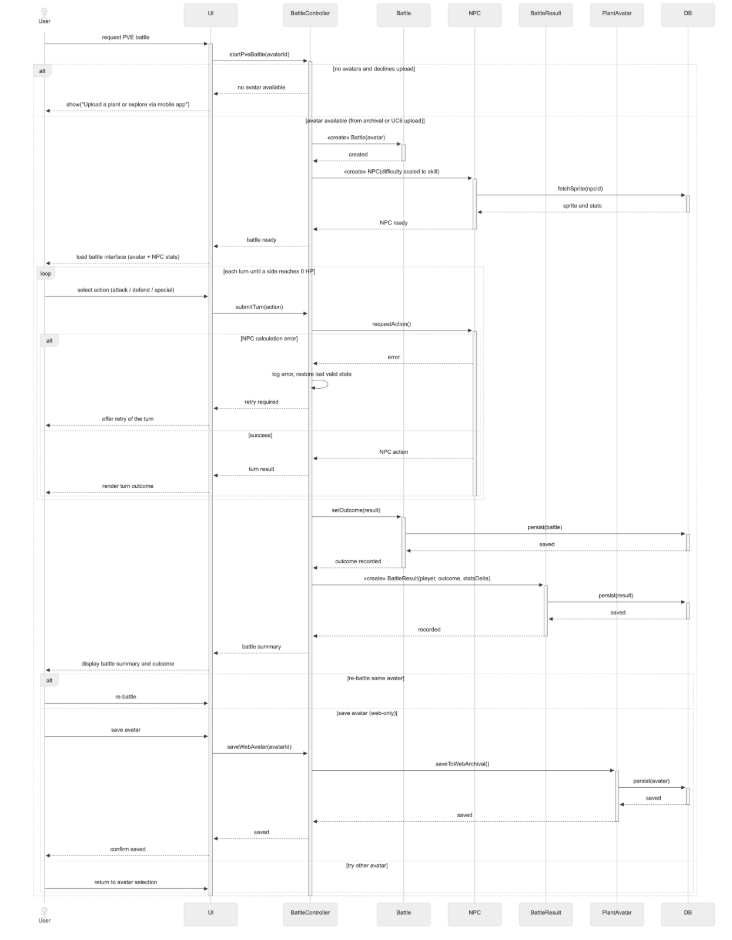 User UI BattleController Battle NPC BattleResult PlantAvatar DB
request PVE battle
startPveBattle(avatarId)
alt [no avatars and declines upload]
no avatar available
show("Upload a plant or explore via mobile app")
[avatar available (from archival or UC6 upload)]
«create» Battle(avatar)
created
«create» NPC(difficulty scaled to skill)
fetchSprite(npcId)
sprite and stats
NPC ready
battle ready
load battle interface (avatar + NPC stats)
loop [each turn until a side reaches 0 HP]
select action (attack / defend / special)
submitTurn(action)
requestAction()
alt [NPC calculation error]
error
log error, restore last valid state
retry required
offer retry of the turn
[success]
NPC action
turn result
render turn outcome
setOutcome(result)
persist(battle)
saved
outcome recorded
«create» BattleResult(player, outcome, statsDelta)
persist(result)
saved
recorded
battle summary
display battle summary and outcome
alt [re-battle same avatar]
re-battle
[save avatar (web-only)]
save avatar
saveWebAvatar(avatarId)
saveToWebArchival()
persist(avatar)
saved
saved
saved
confirm saved
[try other avatar]
return to avatar selection
User UI BattleController Battle NPC BattleResult PlantAvatar DB